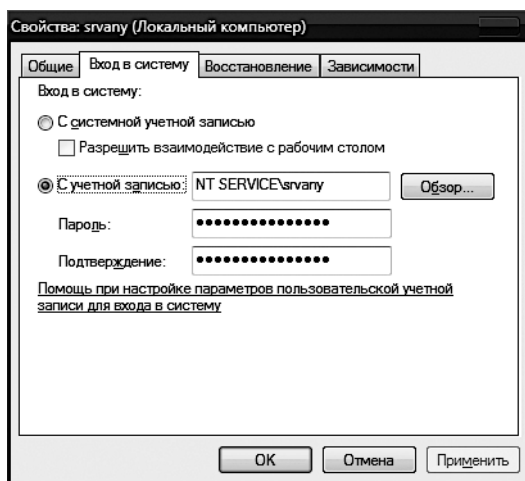 Свойства: srvany (Локальный компьютер)
Общие Вход в систему Восстановление Зависимости
Вход в систему:
С системной учетной записью
Разрешить взаимодействие с рабочим столом
С учетной записью: NT SERVICE\srvany Обзор...
Пароль: ●●●●●●●●●●●●●●●
Подтверждение: ●●●●●●●●●●●●●●●
Помощь при настройке параметров пользовательской учетной
записи для входа в систему
OK Отмена Применить